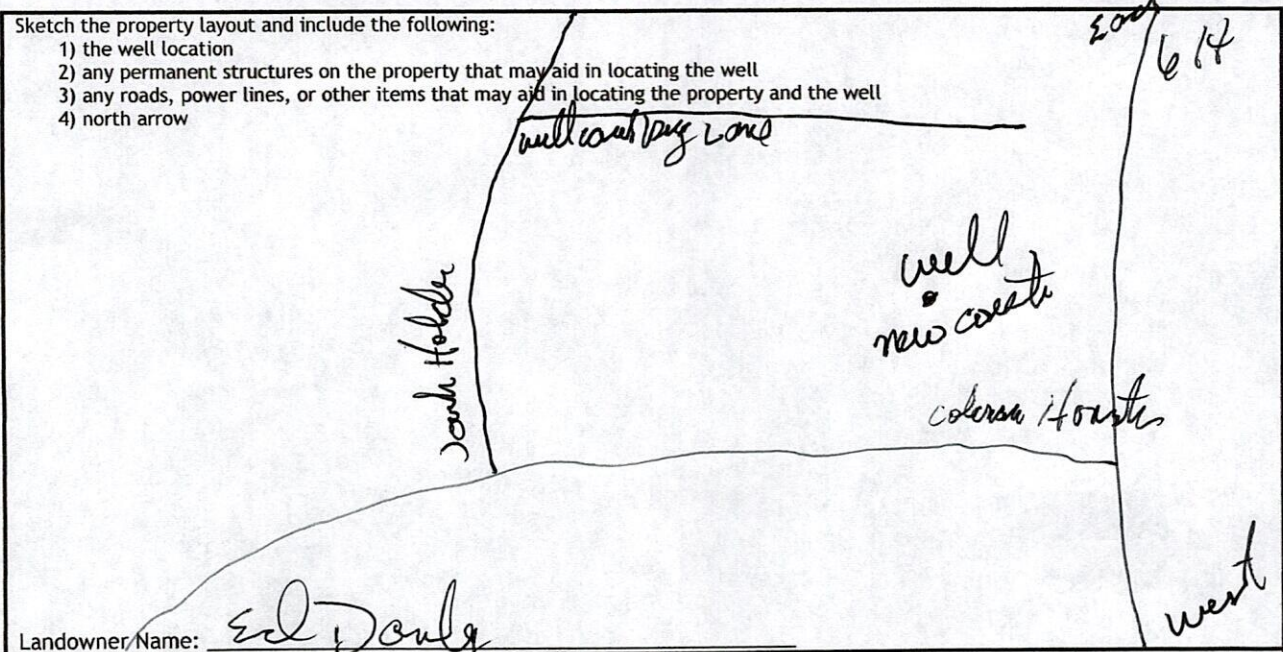 Sketch the property layout and include the following:
1) the well location
2) any permanent structures on the property that may aid in locating the well
3) any roads, power lines, or other items that may aid in locating the property and the well
4) north arrow
614
well
new
Holder
west
Landowner Name: Ed